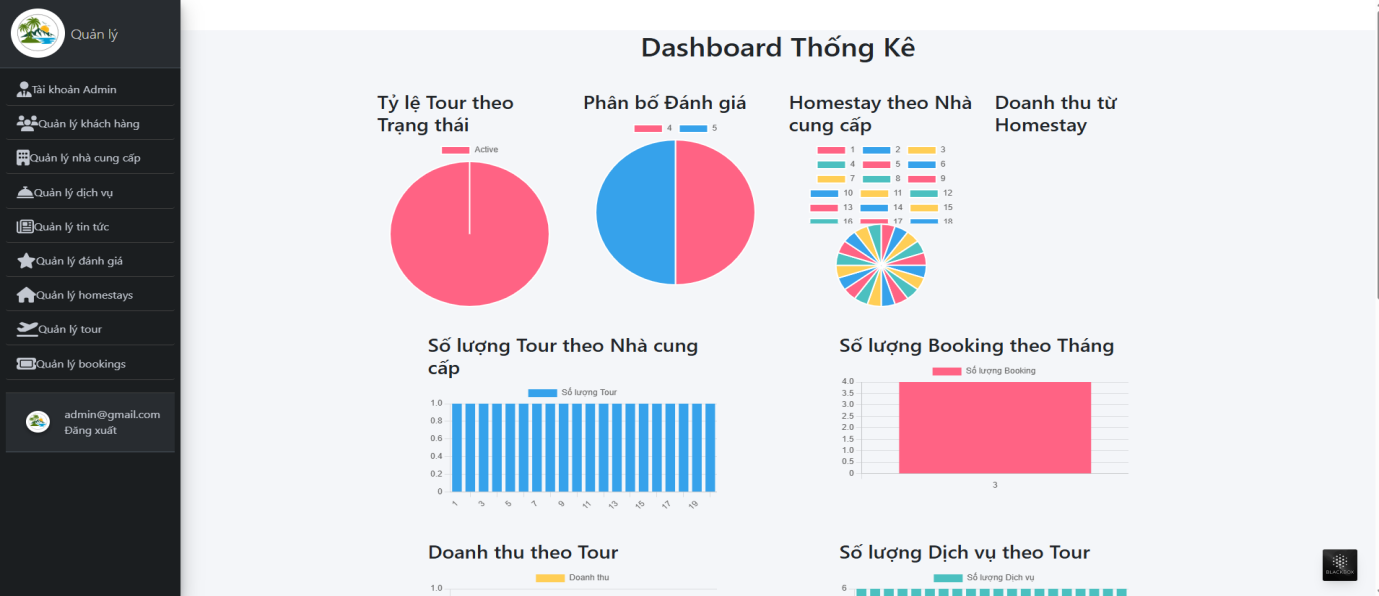 Quản lý
Tài khoản Admin
Quản lý khách hàng
Quản lý nhà cung cấp
Quản lý dịch vụ
Quản lý tin tức
Quản lý đánh giá
Quản lý homestays
Quản lý tour
Quản lý bookings
admin@gmail.com
Đăng xuất
Dashboard Thống Kê
Tỷ lệ Tour theo
Trạng thái
Active
Phân bố Đánh giá
4 5
Homestay theo Nhà
cung cấp
1 2 3
4 5 6
7 8 9
10 11 12
13 14 15
16 17 18
Doanh thu từ
Homestay
Số lượng Tour theo Nhà cung
cấp
Số lượng Tour
1.0
0.8
0.6
0.4
0.2
0
1 3 5 7 9 11 13 15 17 19
Số lượng Booking theo Tháng
Số lượng Booking
4.0
3.5
3.0
2.5
2.0
1.5
1.0
0.5
0
3
Doanh thu theo Tour
Doanh thu
1.0
Số lượng Dịch vụ theo Tour
Số lượng Dịch vụ
6
BLACKBOX